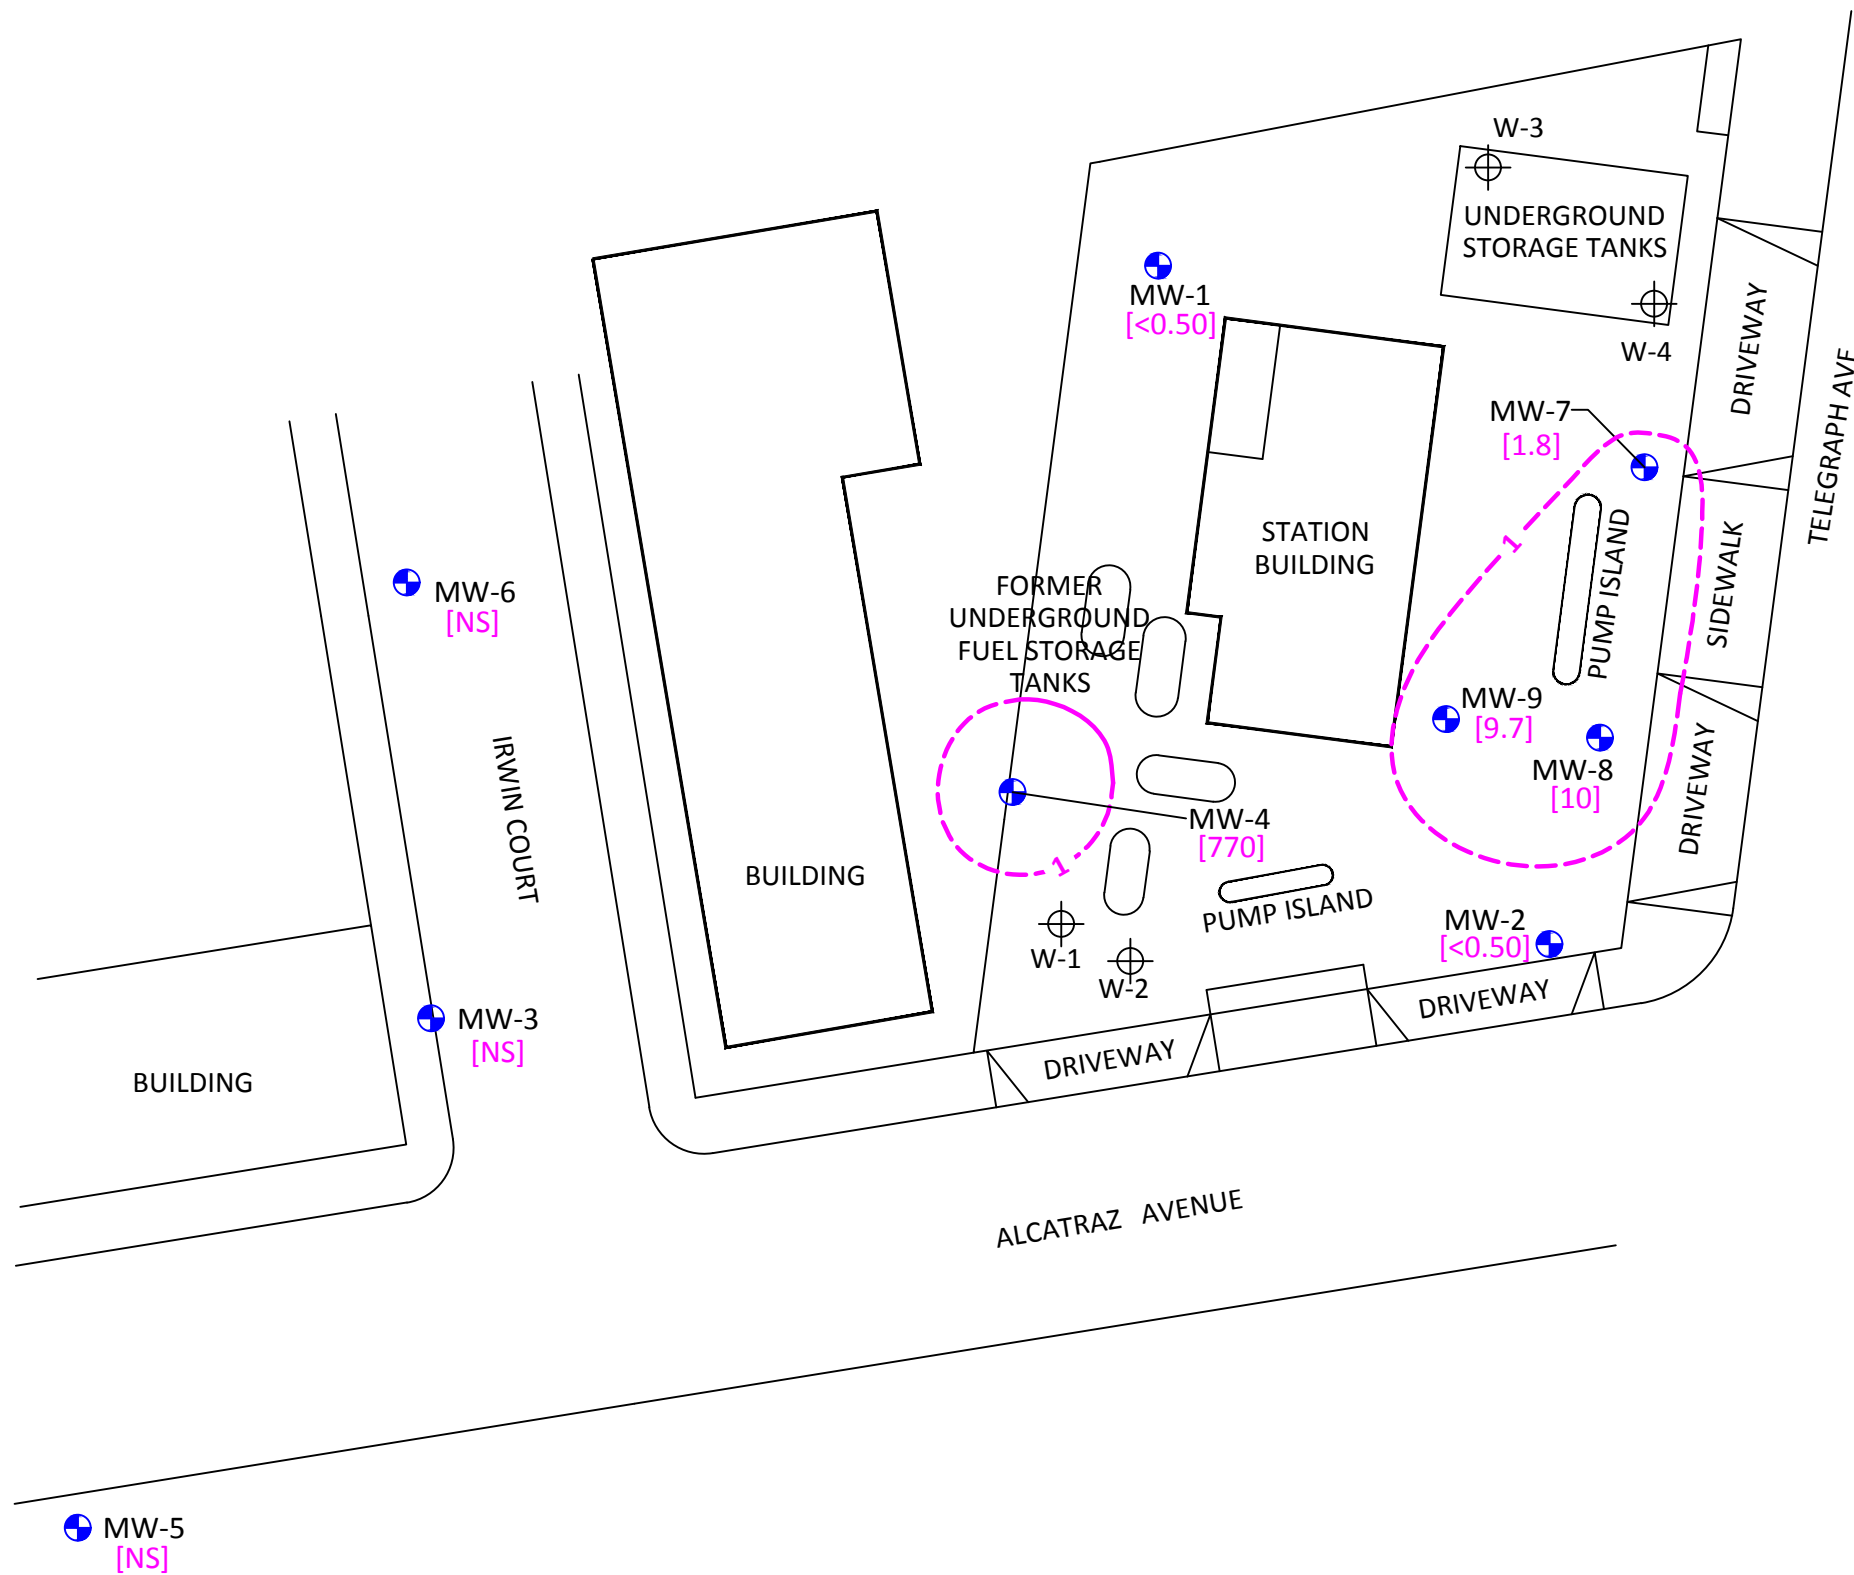 W-3
UNDERGROUND
STORAGE TANKS
W-4
MW-1
[<0.50]
DRIVEWAY
TELEGRAPH AVE
MW-7
[1.8]
1
STATION
BUILDING
PUMP ISLAND
SIDEWALK
FORMER
UNDERGROUND
FUEL STORAGE
TANKS
MW-6
[NS]
MW-9
[9.7]
MW-8
[10]
DRIVEWAY
IRWIN COURT
MW-4
[770]
1
BUILDING
PUMP ISLAND
MW-2
[<0.50]
W-1
W-2
DRIVEWAY
DRIVEWAY
MW-3
[NS]
BUILDING
ALCATRAZ AVENUE
MW-5
[NS]